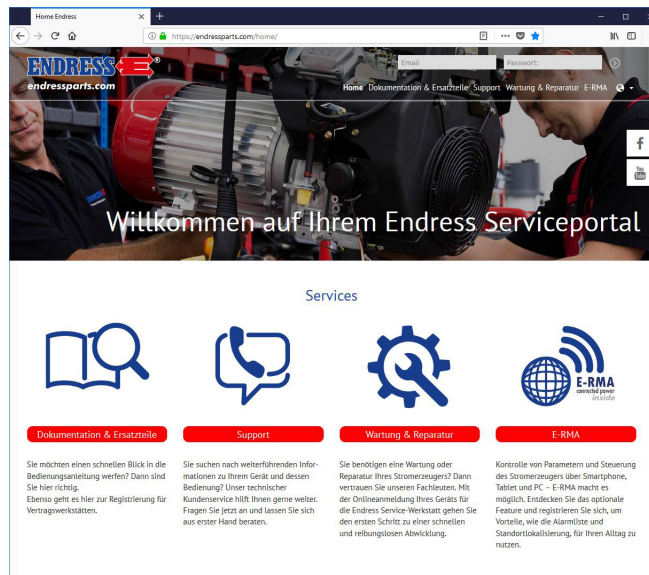 Home Endress
https://endressparts.com/home/
ENDRESS
endressparts.com
Email
Passwort:
Home Dokumentation & Ersatzteile Support Wartung & Reparatur E-RMA
You
Tube
Willkommen auf Ihrem Endress Serviceportal
Services
E-RMA
connected power
inside
Dokumentation & Ersatzteile
Sie möchten einen schnellen Blick in die
Bedienungsanleitung werfen? Dann sind
Sie hier richtig.
Ebenso geht es hier zur Registrierung für
Vertragswerkstätten.
Support
Sie suchen nach weiterführenden Infor-
mationen zu Ihrem Gerät und dessen
Bedienung? Unser technischer
Kundenservice hilft Ihnen gerne weiter.
Fragen Sie jetzt an und lassen Sie sich
aus erster Hand beraten.
Wartung & Reparatur
Sie benötigen eine Wartung oder
Reparatur Ihres Stromerzeugers? Dann
vertrauen Sie unseren Fachleuten. Mit
der Onlineanmeldung Ihres Geräts für
die Endress Service-Werkstatt gehen Sie
den ersten Schritt zu einer schnellen
und reibungslosen Abwicklung.
E-RMA
Kontrolle von Parametern und Steuerung
des Stromerzeugers über Smartphone,
Tablet und PC – E-RMA macht es
möglich. Entdecken Sie das optionale
Feature und registrieren Sie sich, um
Vorteile, wie die Alarmliste und
Standortlokalisierung, für Ihren Alltag zu
nutzen.